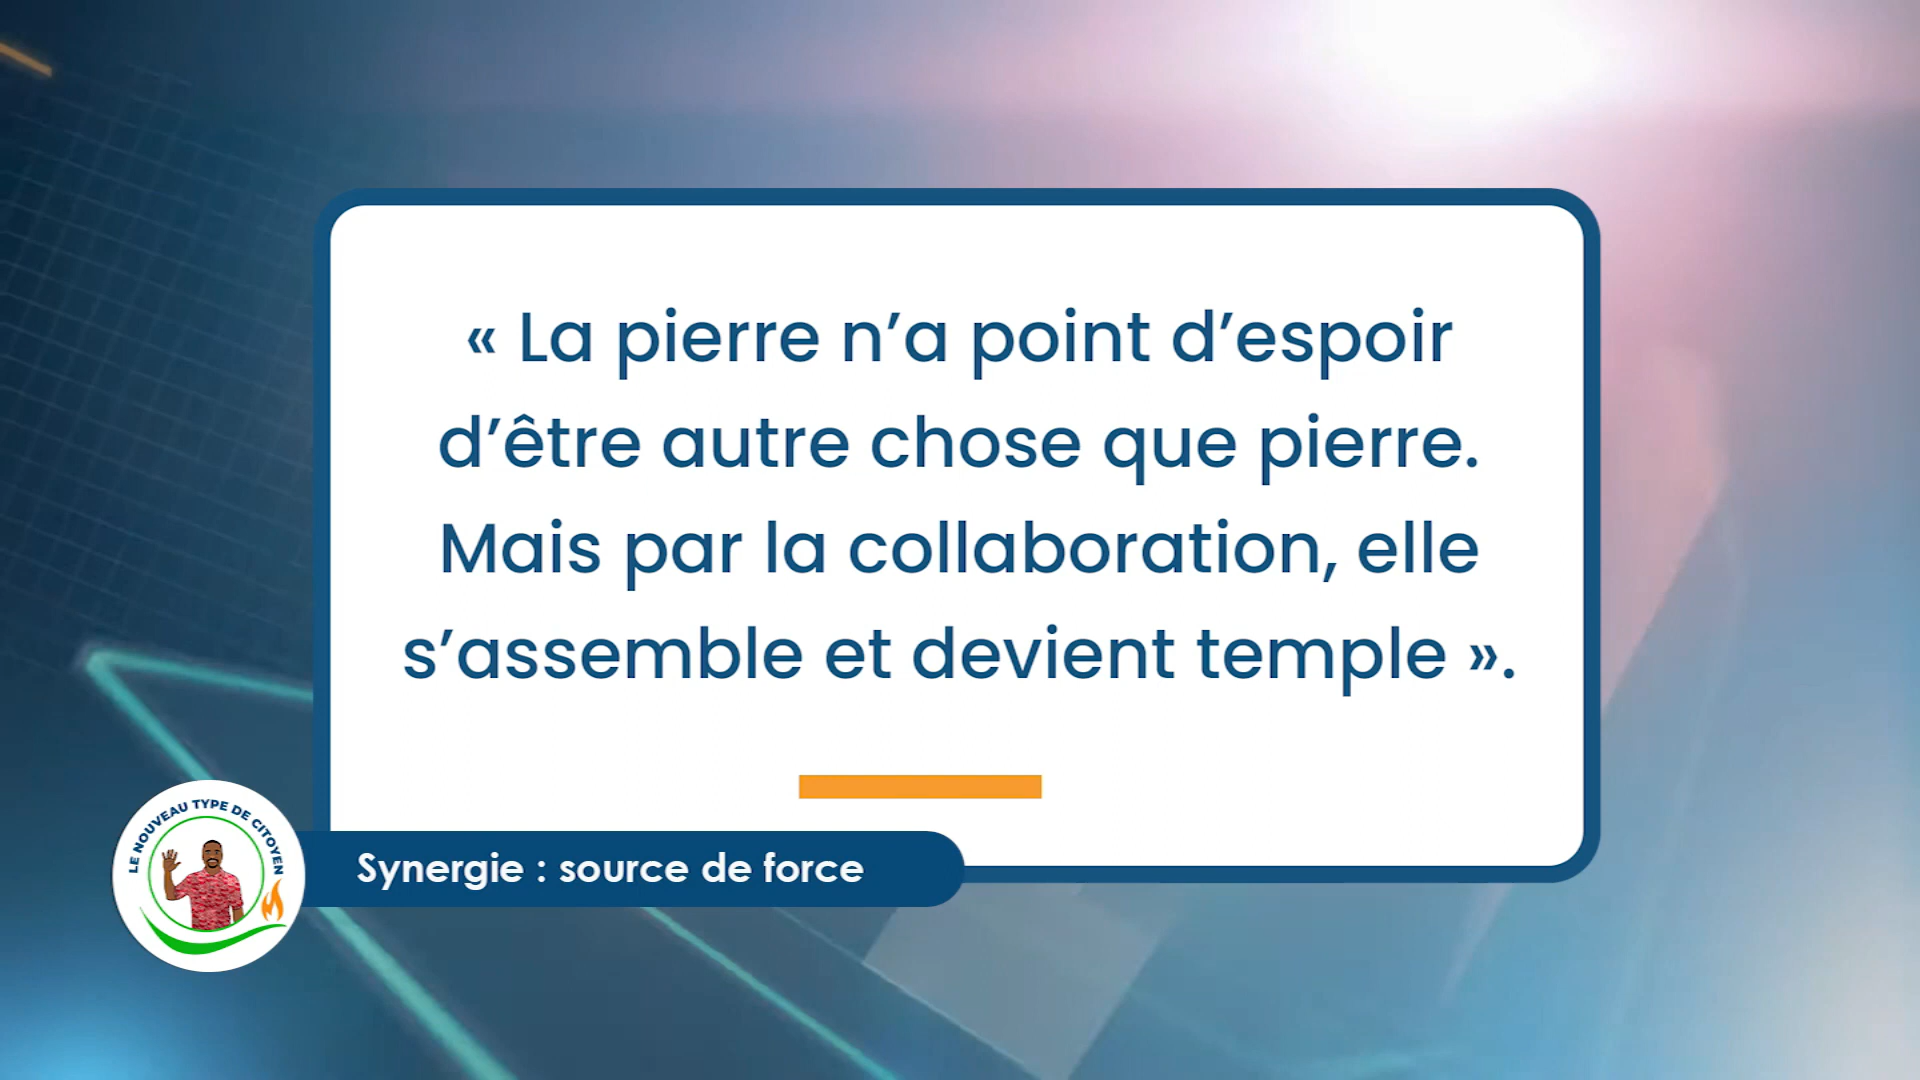 « La pierre n’a point d’espoir
d’être autre chose que pierre.
Mais par la collaboration, elle
s’assemble et devient temple ».
LE NOUVEAU TYPE DE CITOYEN
Synergie : source de force